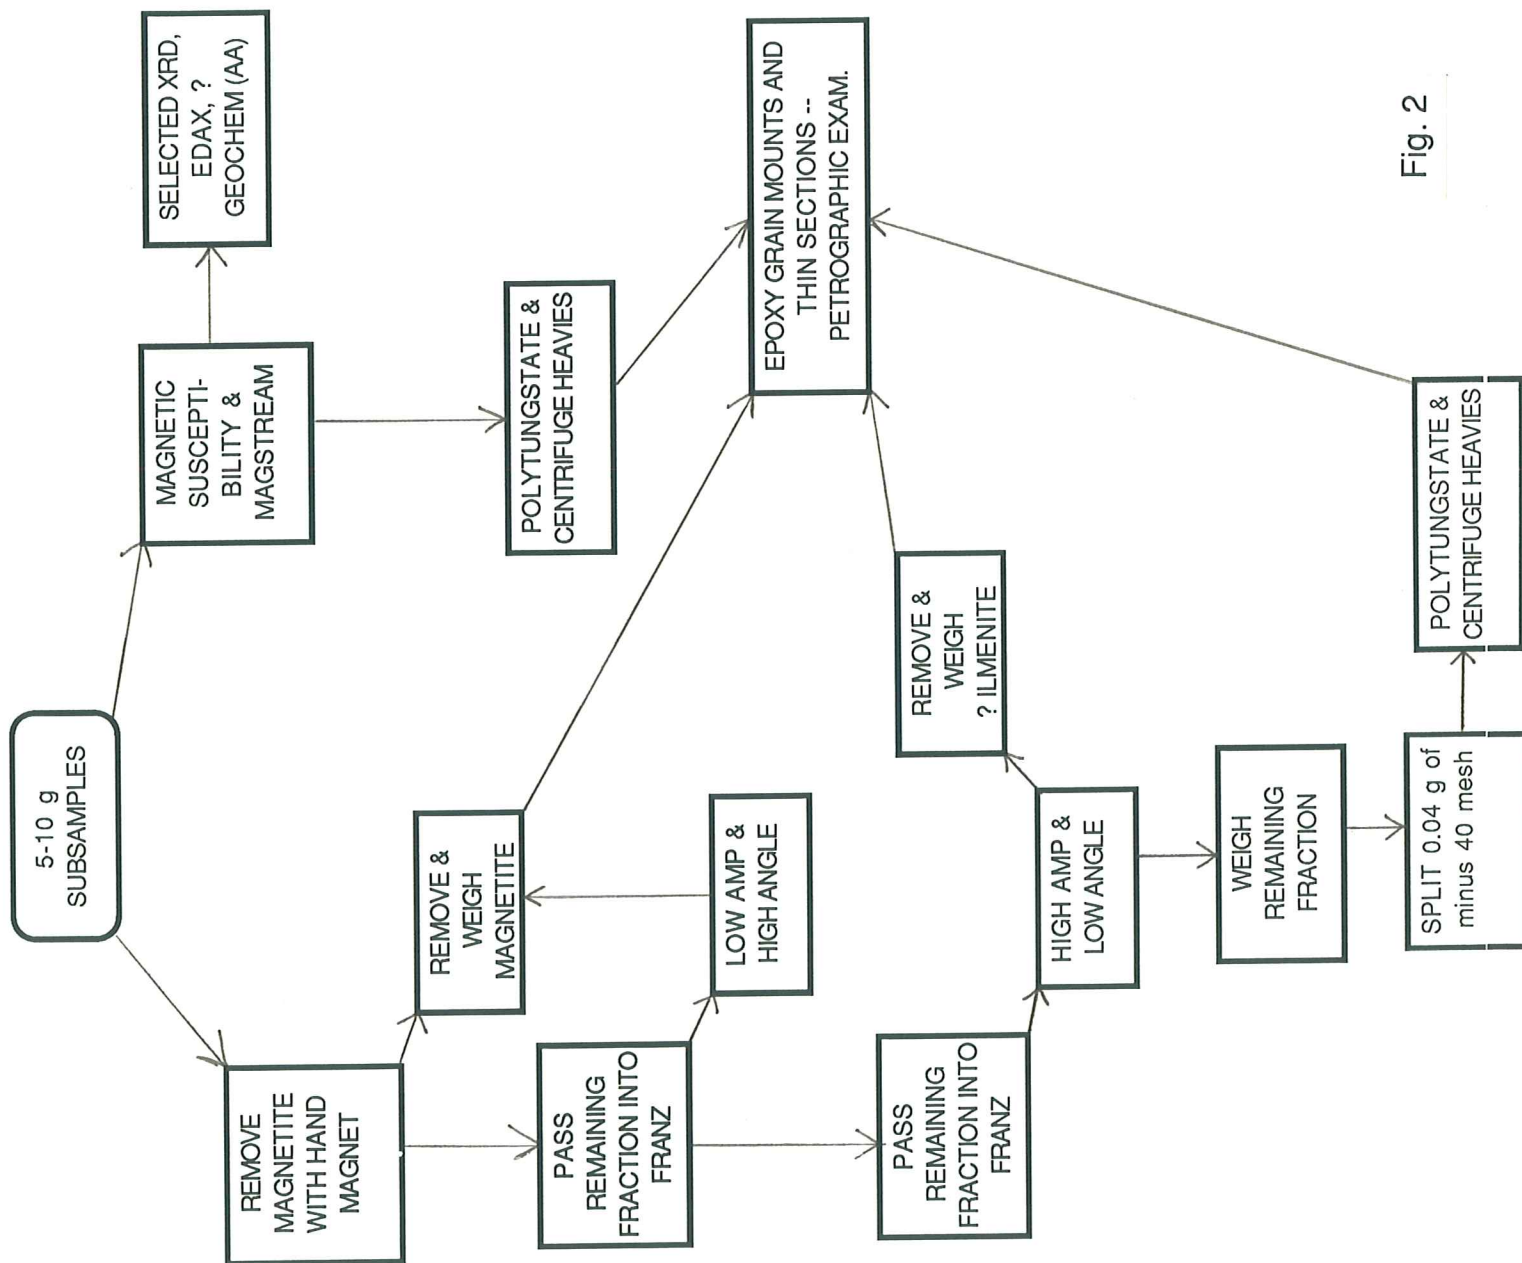 5-10 g
SUBSAMPLES
REMOVE
MAGNETITE
WITH HAND
MAGNET
MAGNETIC
SUSCEPTI-
BILITY &
MAGSTREAM
SELECTED XRD,
EDAX, ?
GEOCHEM (AA)
REMOVE &
WEIGH
MAGNETITE
POLYTUNGSTATE &
CENTRIFUGE HEAVIES
PASS
REMAINING
FRACTION INTO
FRANZ
LOW AMP &
HIGH ANGLE
EPOXY GRAIN MOUNTS AND
THIN SECTIONS --
PETROGRAPHIC EXAM.
PASS
REMAINING
FRACTION INTO
FRANZ
REMOVE &
WEIGH
? ILMENITE
HIGH AMP &
LOW ANGLE
WEIGH
REMAINING
FRACTION
SPLIT 0.04 g of
minus 40 mesh
POLYTUNGSTATE &
CENTRIFUGE HEAVIES
Fig. 2